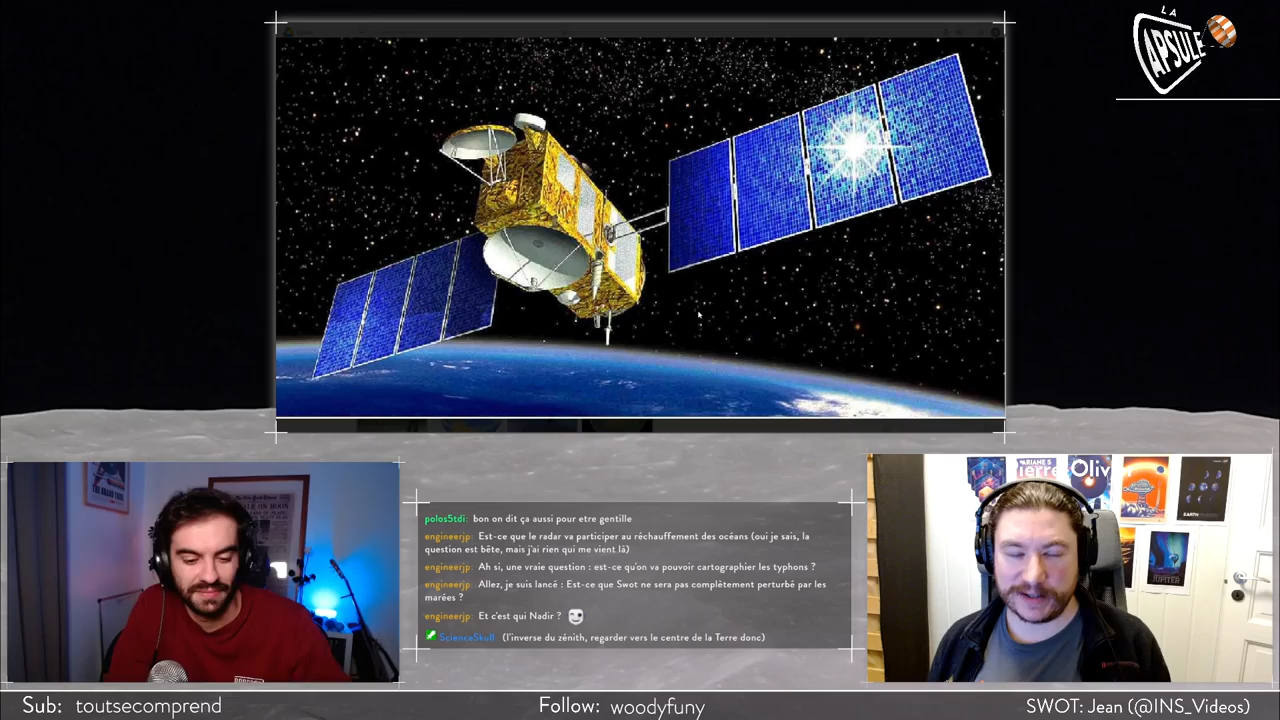 LA
CAPSULE
polos5tdi: bon on dit ça aussi pour etre gentille
engineerjp: Est-ce que le radar va participer au réchauffement des océans (oui je sais, la
question est bête, mais j'ai rien qui me vient là)
engineerjp: Ah si, une vraie question : est-ce qu'on va pouvoir cartographier les typhons ?
engineerjp: Allez, je suis lancé : Est-ce que Swot ne sera pas complètement perturbé par les
marées ?
engineerjp: Et c'est qui Nadir ?
ScienceSkull (l'inverse du zénith, regarder vers le centre de la Terre donc)
THE GRAND TOUR
ARIANE 5
EARTH
JUPITER
Sub: toutsecomprend
Follow: woodyfuny
SWOT: Jean (@INS_Videos)